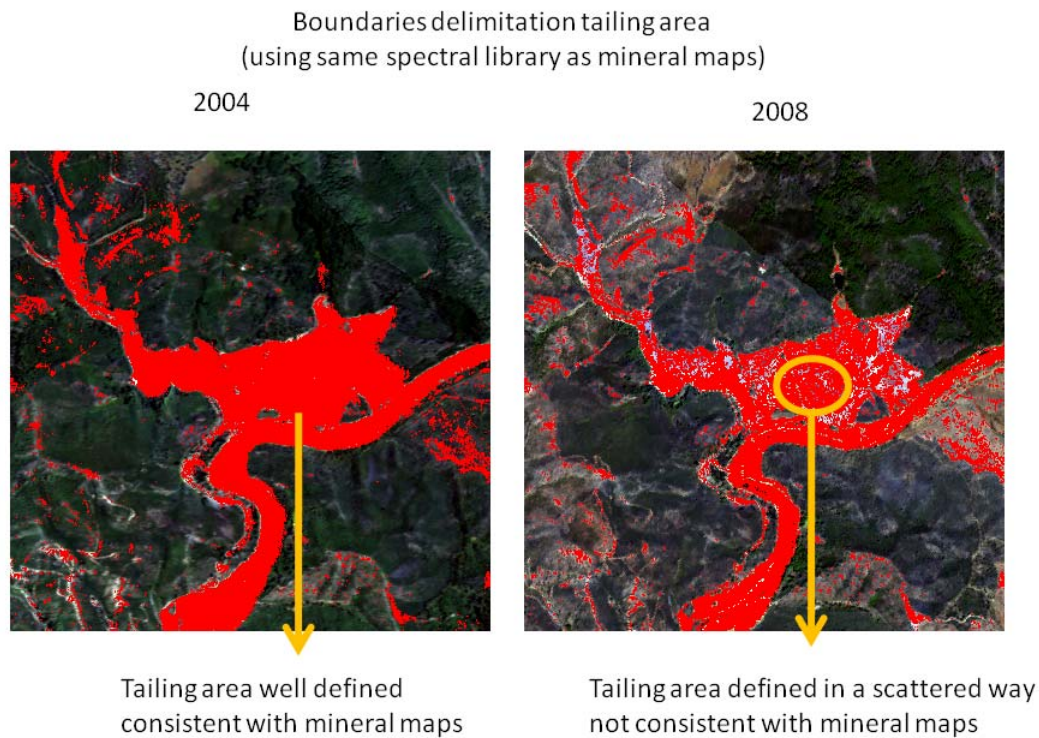 Boundaries delimitation tailing area
(using same spectral library as mineral maps)
2004
2008
Tailing area well defined
consistent with mineral maps
Tailing area defined in a scattered way
not consistent with mineral maps